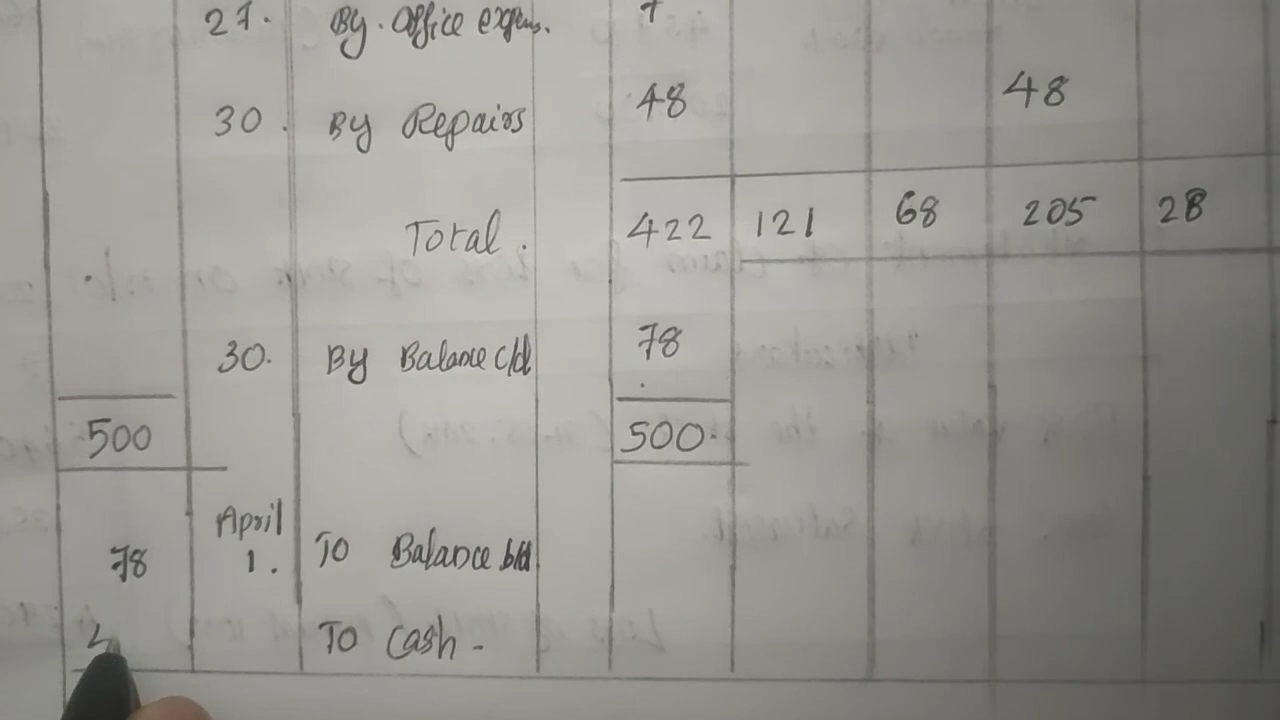 27. By. Office expens.
30. By Repairs 48 48
Total. 422 121 68 205 28
30. By Balance c/d 78
500 500
April
78 1. To Balance b/d
To Cash -